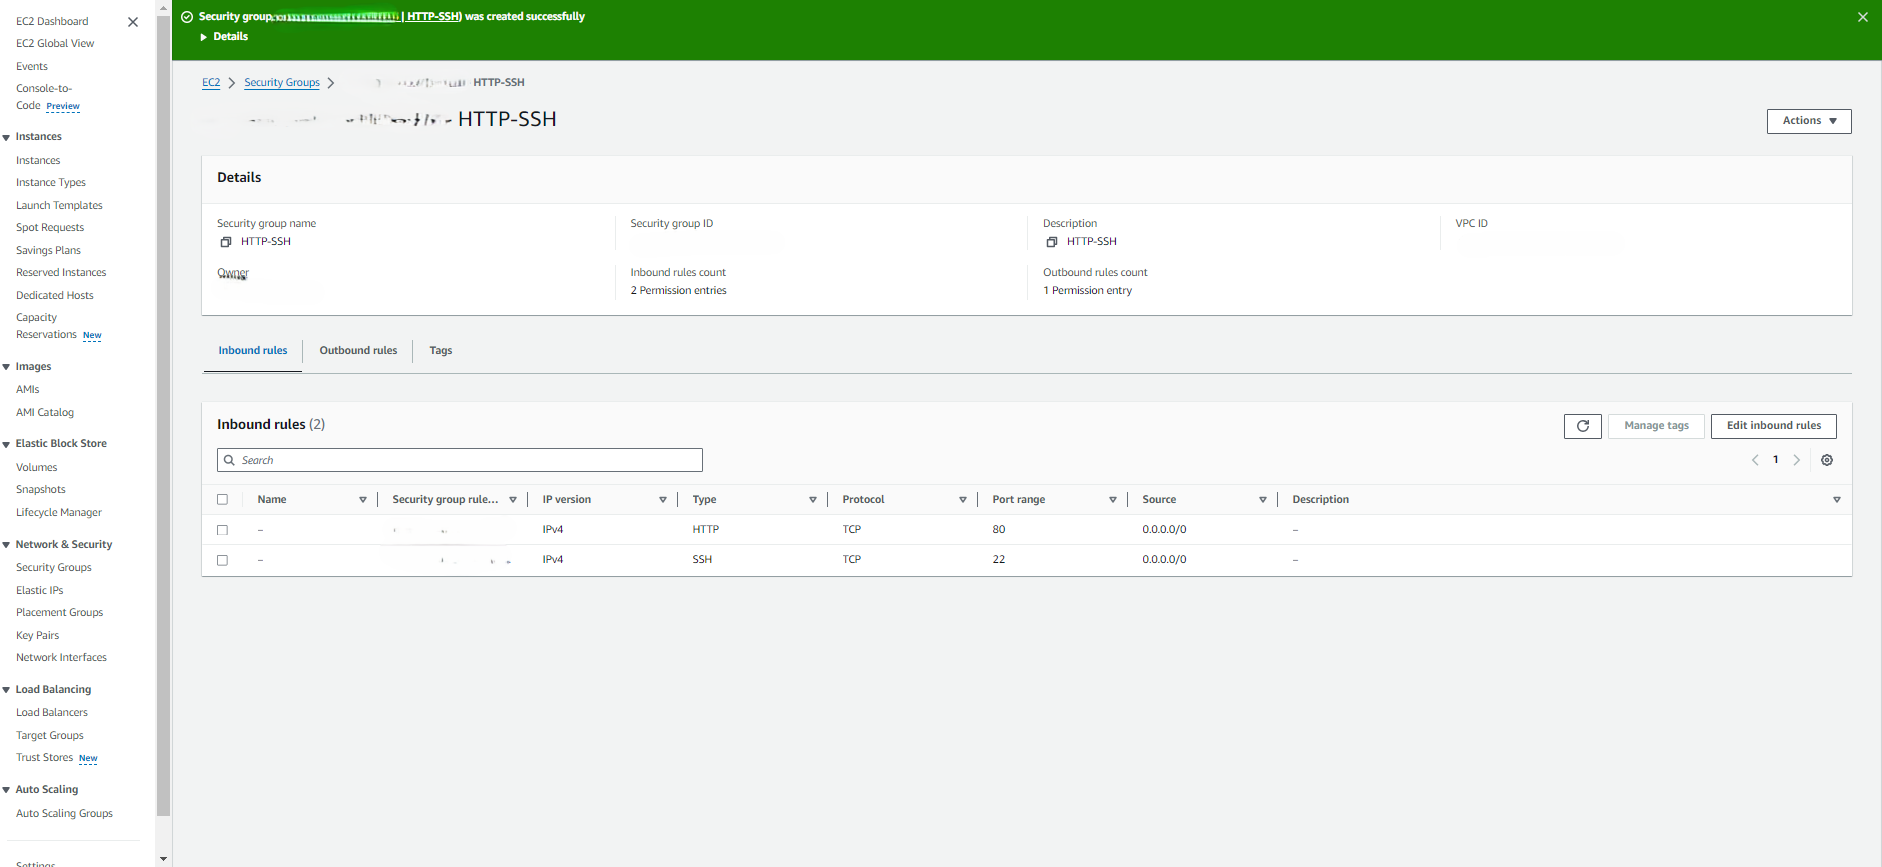 EC2 Dashboard
EC2 Global View
Events
Console-to-
Code Preview
Instances
Instances
Instance Types
Launch Templates
Spot Requests
Savings Plans
Reserved Instances
Dedicated Hosts
Capacity
Reservations New
Images
AMIs
AMI Catalog
Elastic Block Store
Volumes
Snapshots
Lifecycle Manager
Network & Security
Security Groups
Elastic IPs
Placement Groups
Key Pairs
Network Interfaces
Load Balancing
Load Balancers
Target Groups
Trust Stores New
Auto Scaling
Auto Scaling Groups
Settings
Security group | HTTP-SSH) was created successfully
Details
EC2 Security Groups HTTP-SSH
HTTP-SSH
Actions
Details
Security group name Security group ID Description VPC ID
HTTP-SSH HTTP-SSH
Owner Inbound rules count Outbound rules count
2 Permission entries 1 Permission entry
Inbound rules Outbound rules Tags
Inbound rules (2) Manage tags Edit inbound rules
Search 1
Name Security group rule... IP version Type Protocol Port range Source Description
– IPv4 HTTP TCP 80 0.0.0.0/0 –
– IPv4 SSH TCP 22 0.0.0.0/0 –